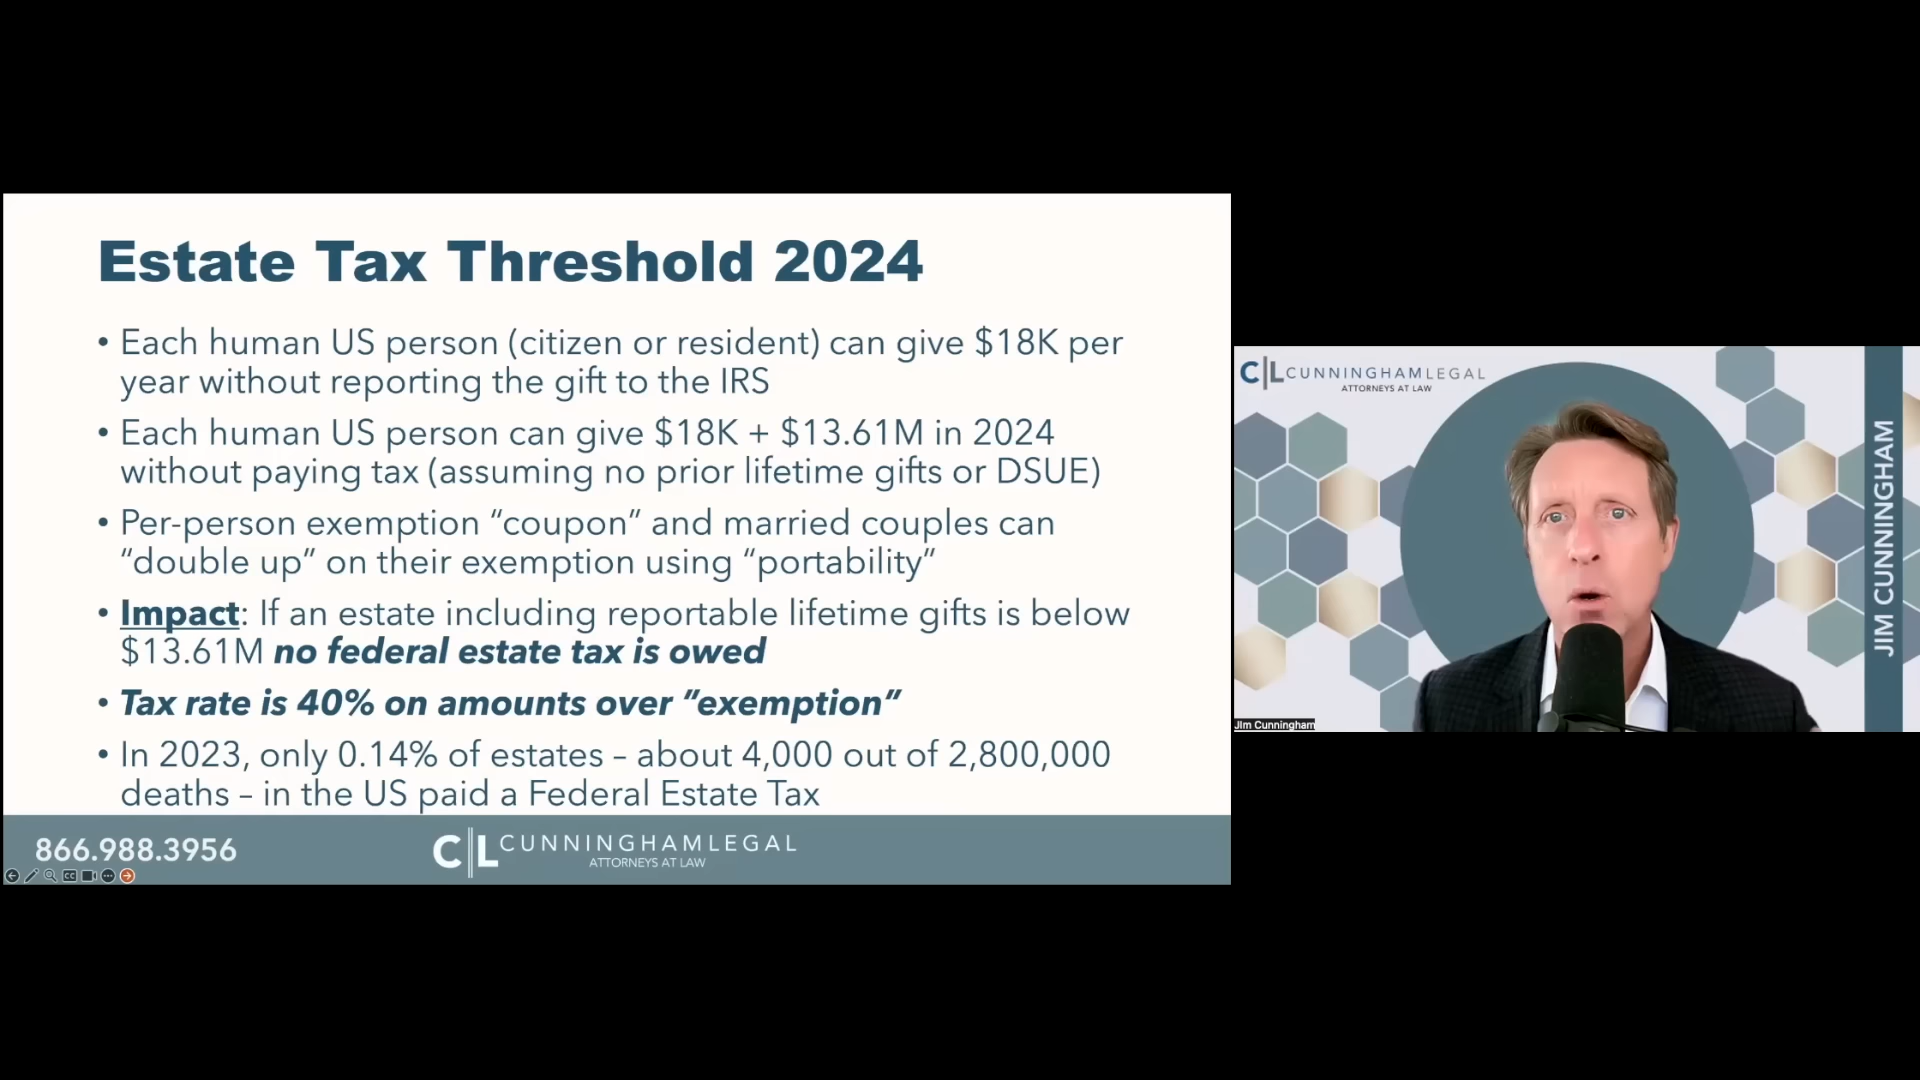 Estate Tax Threshold 2024
• Each human US person (citizen or resident) can give $18K per
year without reporting the gift to the IRS
• Each human US person can give $18K + $13.61M in 2024
without paying tax (assuming no prior lifetime gifts or DSUE)
• Per-person exemption “coupon” and married couples can
“double up” on their exemption using “portability”
• Impact: If an estate including reportable lifetime gifts is below
$13.61M no federal estate tax is owed
• Tax rate is 40% on amounts over “exemption”
• In 2023, only 0.14% of estates – about 4,000 out of 2,800,000
deaths – in the US paid a Federal Estate Tax
866.988.3956
CL CUNNINGHAMLEGAL
ATTORNEYS AT LAW
CC
CL CUNNINGHAMLEGAL
ATTORNEYS AT LAW
JIM CUNNINGHAM
JIm Cunningham